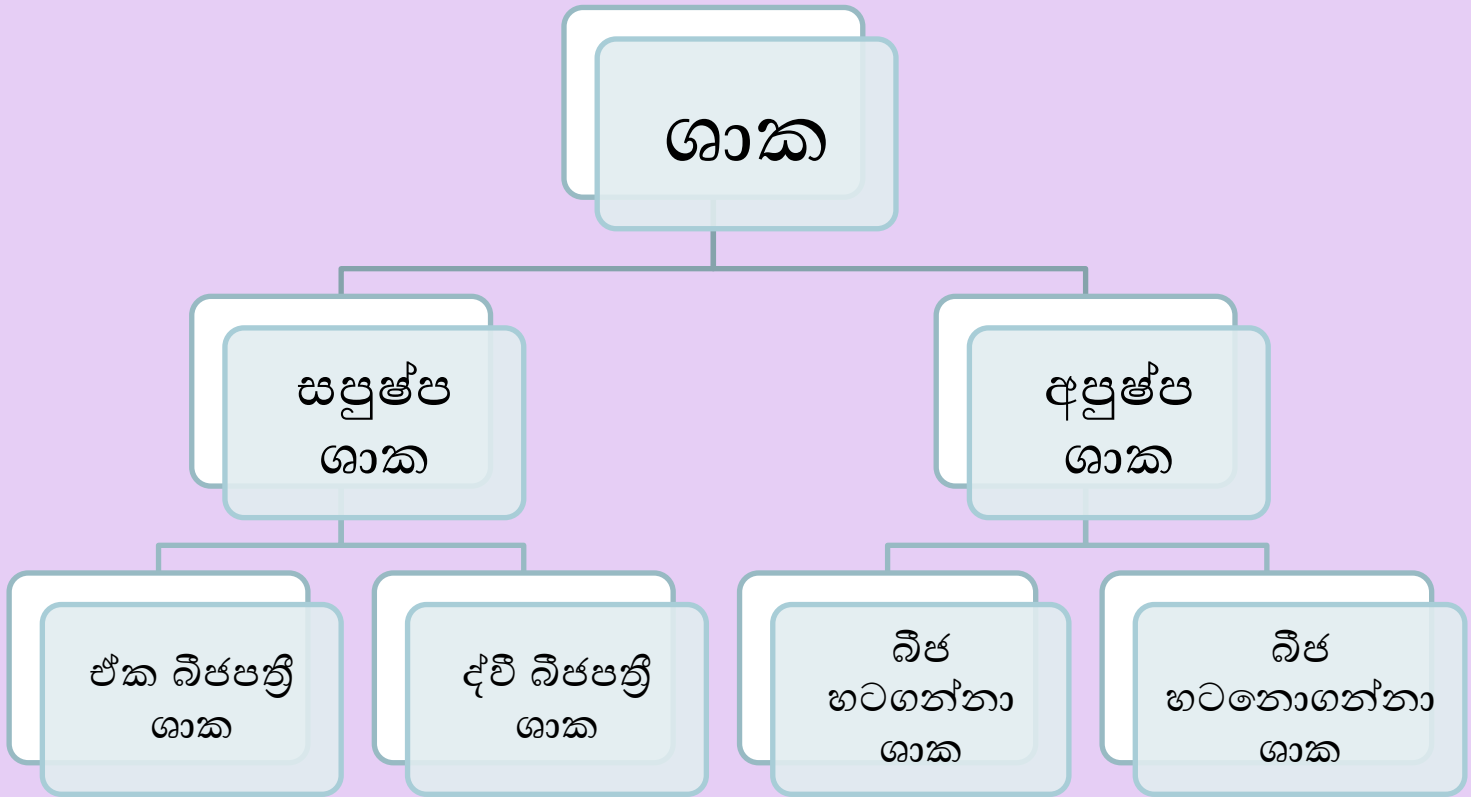 ශාක
සපුෂ්ප
ශාක
අපුෂ්ප
ශාක
ඒක බීජපත්‍රී
ශාක
ද්වී බීජපත්‍රී
ශාක
බීජ
හටගන්නා
ශාක
බීජ
හටනොගන්නා
ශාක